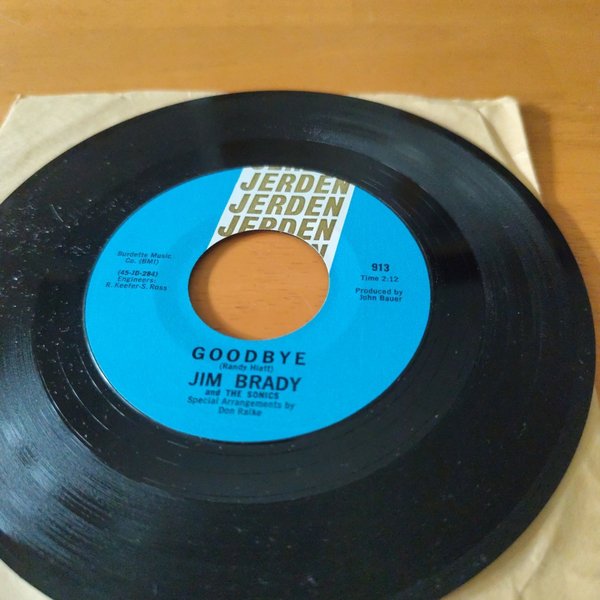 JERDEN
JERDEN
JERDEN
JERDEN
Burdette Music
Co. (BMI)
(45-JD-284)
Engineers:
R. Keefer-S. Ross
913
Time 2:12
Produced by
John Bauer
GOODBYE
(Randy Hiatt)
JIM BRADY
and THE SONICS
Special Arrangements by
Don Ralke